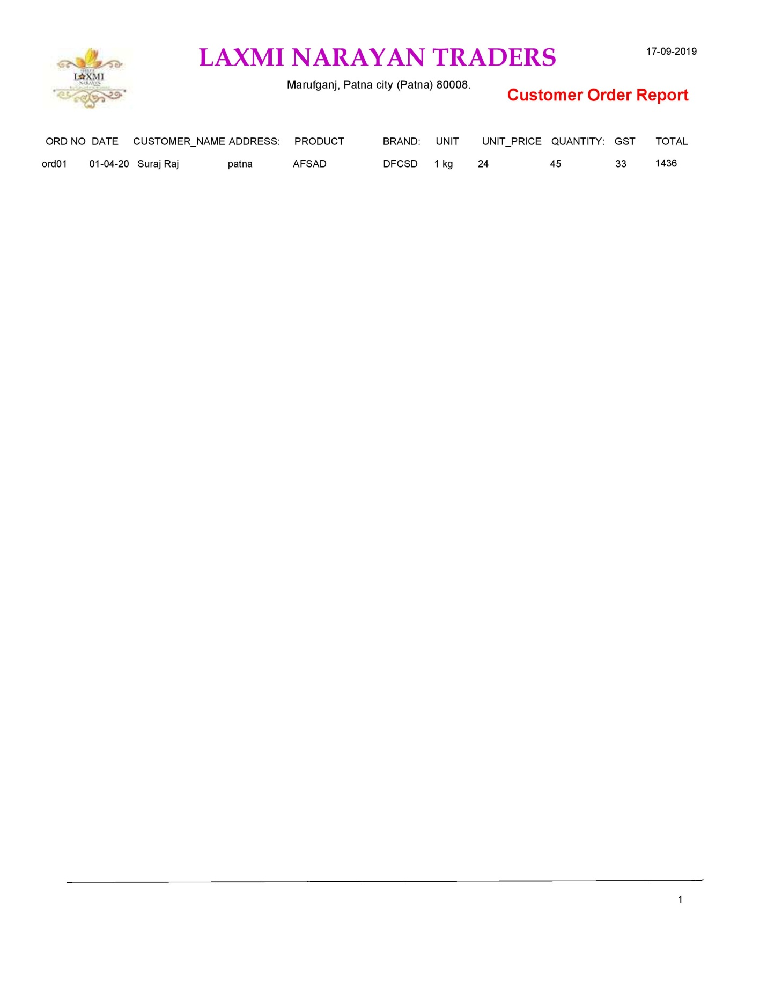 SHREE
LAXMI
NARAYAN
LAXMI NARAYAN TRADERS
17-09-2019
Marufganj, Patna city (Patna) 80008.
Customer Order Report
ORD NO DATE CUSTOMER_NAME ADDRESS: PRODUCT BRAND: UNIT UNIT_PRICE QUANTITY: GST TOTAL
ord01 01-04-20 Suraj Raj patna AFSAD DFCSD 1 kg 24 45 33 1436
1